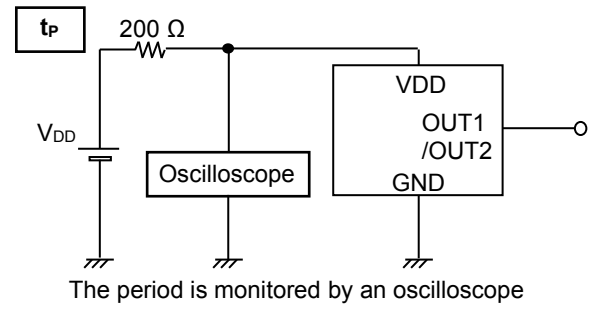 tP
200 Ω
VDD
Oscilloscope
VDD
OUT1
/OUT2
GND
The period is monitored by an oscilloscope